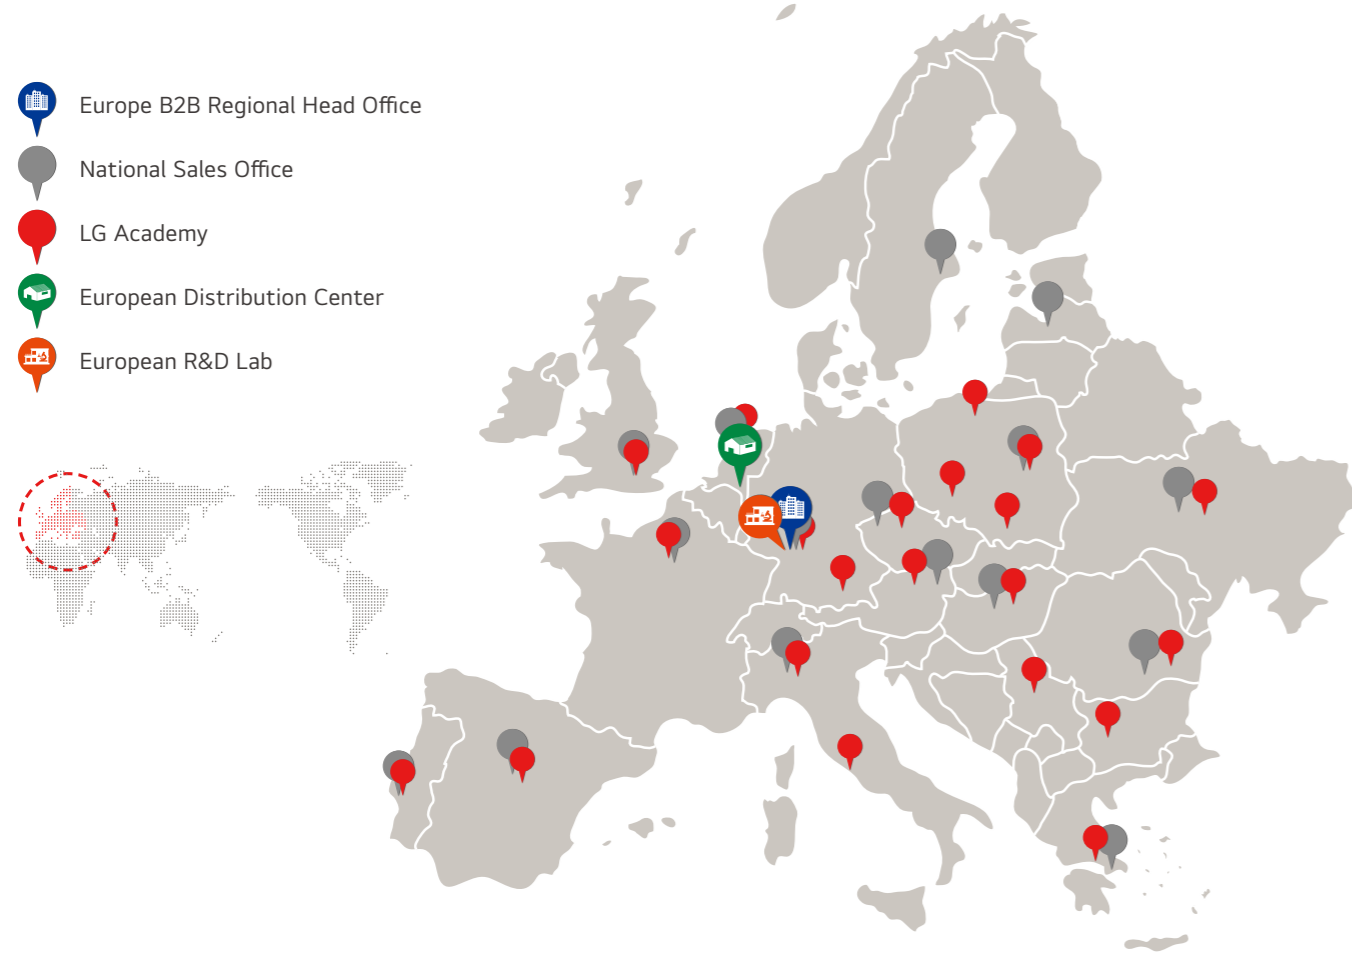 Europe B2B Regional Head Office
National Sales Office
LG Academy
European Distribution Center
European R&D Lab